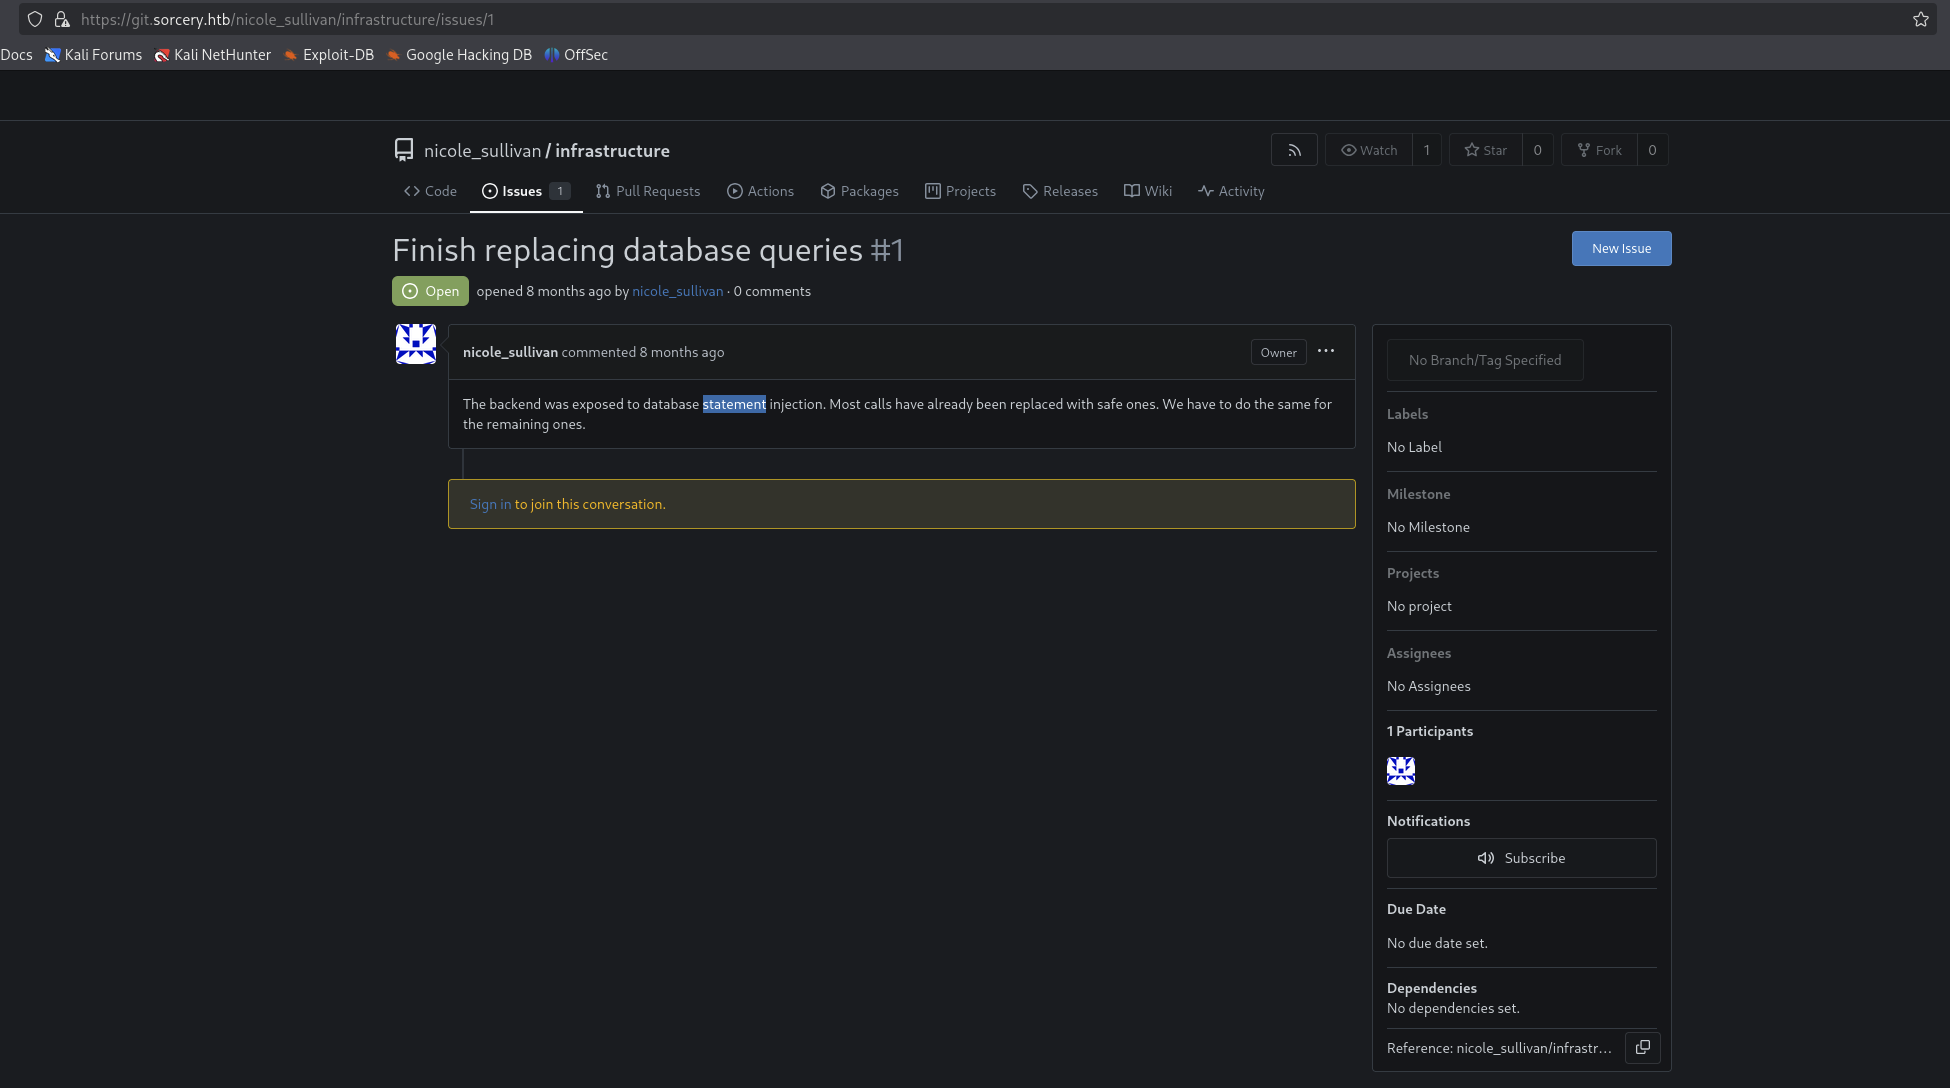 https://git.sorcery.htb/nicole_sullivan/infrastructure/issues/1
Docs Kali Forums Kali NetHunter Exploit-DB Google Hacking DB OffSec
nicole_sullivan / infrastructure
Watch 1 Star 0 Fork 0
Code Issues 1 Pull Requests Actions Packages Projects Releases Wiki Activity
Finish replacing database queries #1
New Issue
Open opened 8 months ago by nicole_sullivan · 0 comments
nicole_sullivan commented 8 months ago
Owner ...
The backend was exposed to database statement injection. Most calls have already been replaced with safe ones. We have to do the same for
the remaining ones.
Sign in to join this conversation.
No Branch/Tag Specified
Labels
No Label
Milestone
No Milestone
Projects
No project
Assignees
No Assignees
1 Participants
Notifications
Subscribe
Due Date
No due date set.
Dependencies
No dependencies set.
Reference: nicole_sullivan/infrastr…